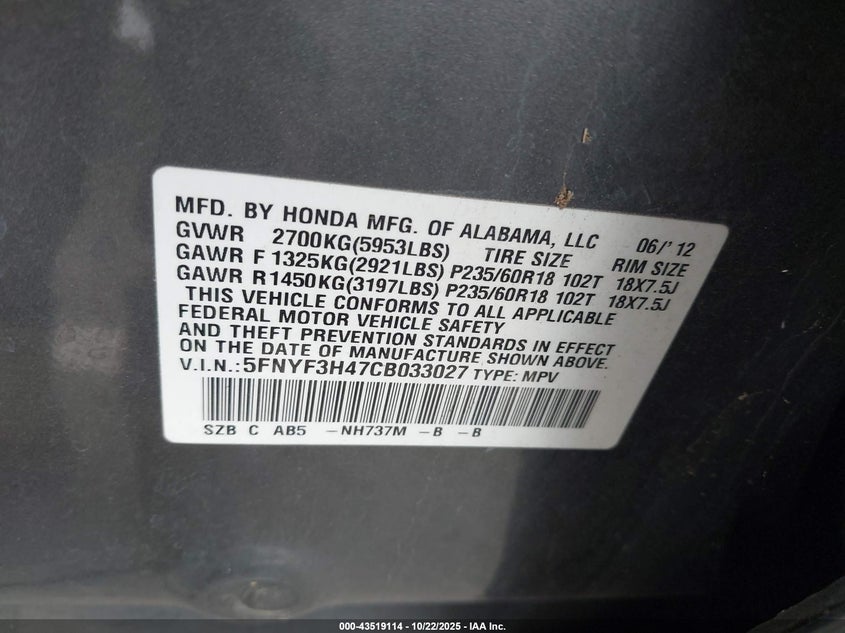 MFD. BY HONDA MFG. OF ALABAMA, LLC 06/'12
GVWR 2700KG(5953LBS) TIRE SIZE RIM SIZE
GAWR F 1325KG(2921LBS) P235/60R18 102T 18X7.5J
GAWR R1450KG(3197LBS) P235/60R18 102T 18X7.5J
THIS VEHICLE CONFORMS TO ALL APPLICABLE
FEDERAL MOTOR VEHICLE SAFETY
AND THEFT PREVENTION STANDARDS IN EFFECT
ON THE DATE OF MANUFACTURE SHOWN ABOVE.
V.I.N.:5FNYF3H47CB033027 TYPE: MPV
SZB C AB5 -NH737M -B -B
000-43519114 - 10/22/2025 - IAA Inc.